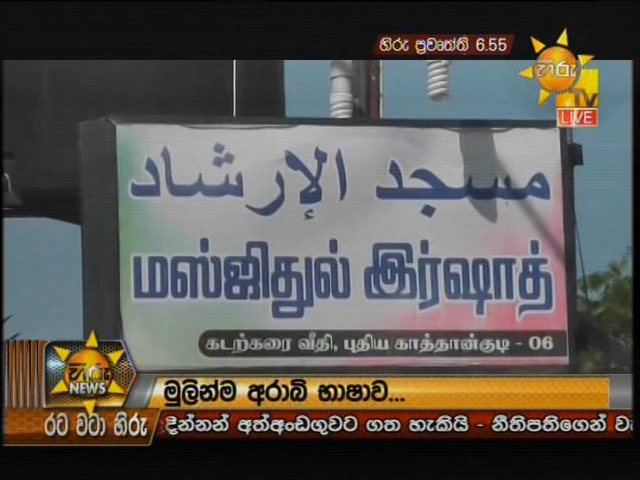 හිරු ප්‍රවෘත්ති 6.55
හිරු
TV
LIVE
مسجد الإرشاد
மஸ்ஜிதுல் இர்ஷாத்
கடற்கரை வீதி, புதிய காத்தான்குடி - 06
හිරු
NEWS
මුලින්ම අරාබි භාෂාව...
රට වටා හිරු
දින්නන් අත්අඩංගුවට ගත හැකියි - නීතිපතිගෙන්